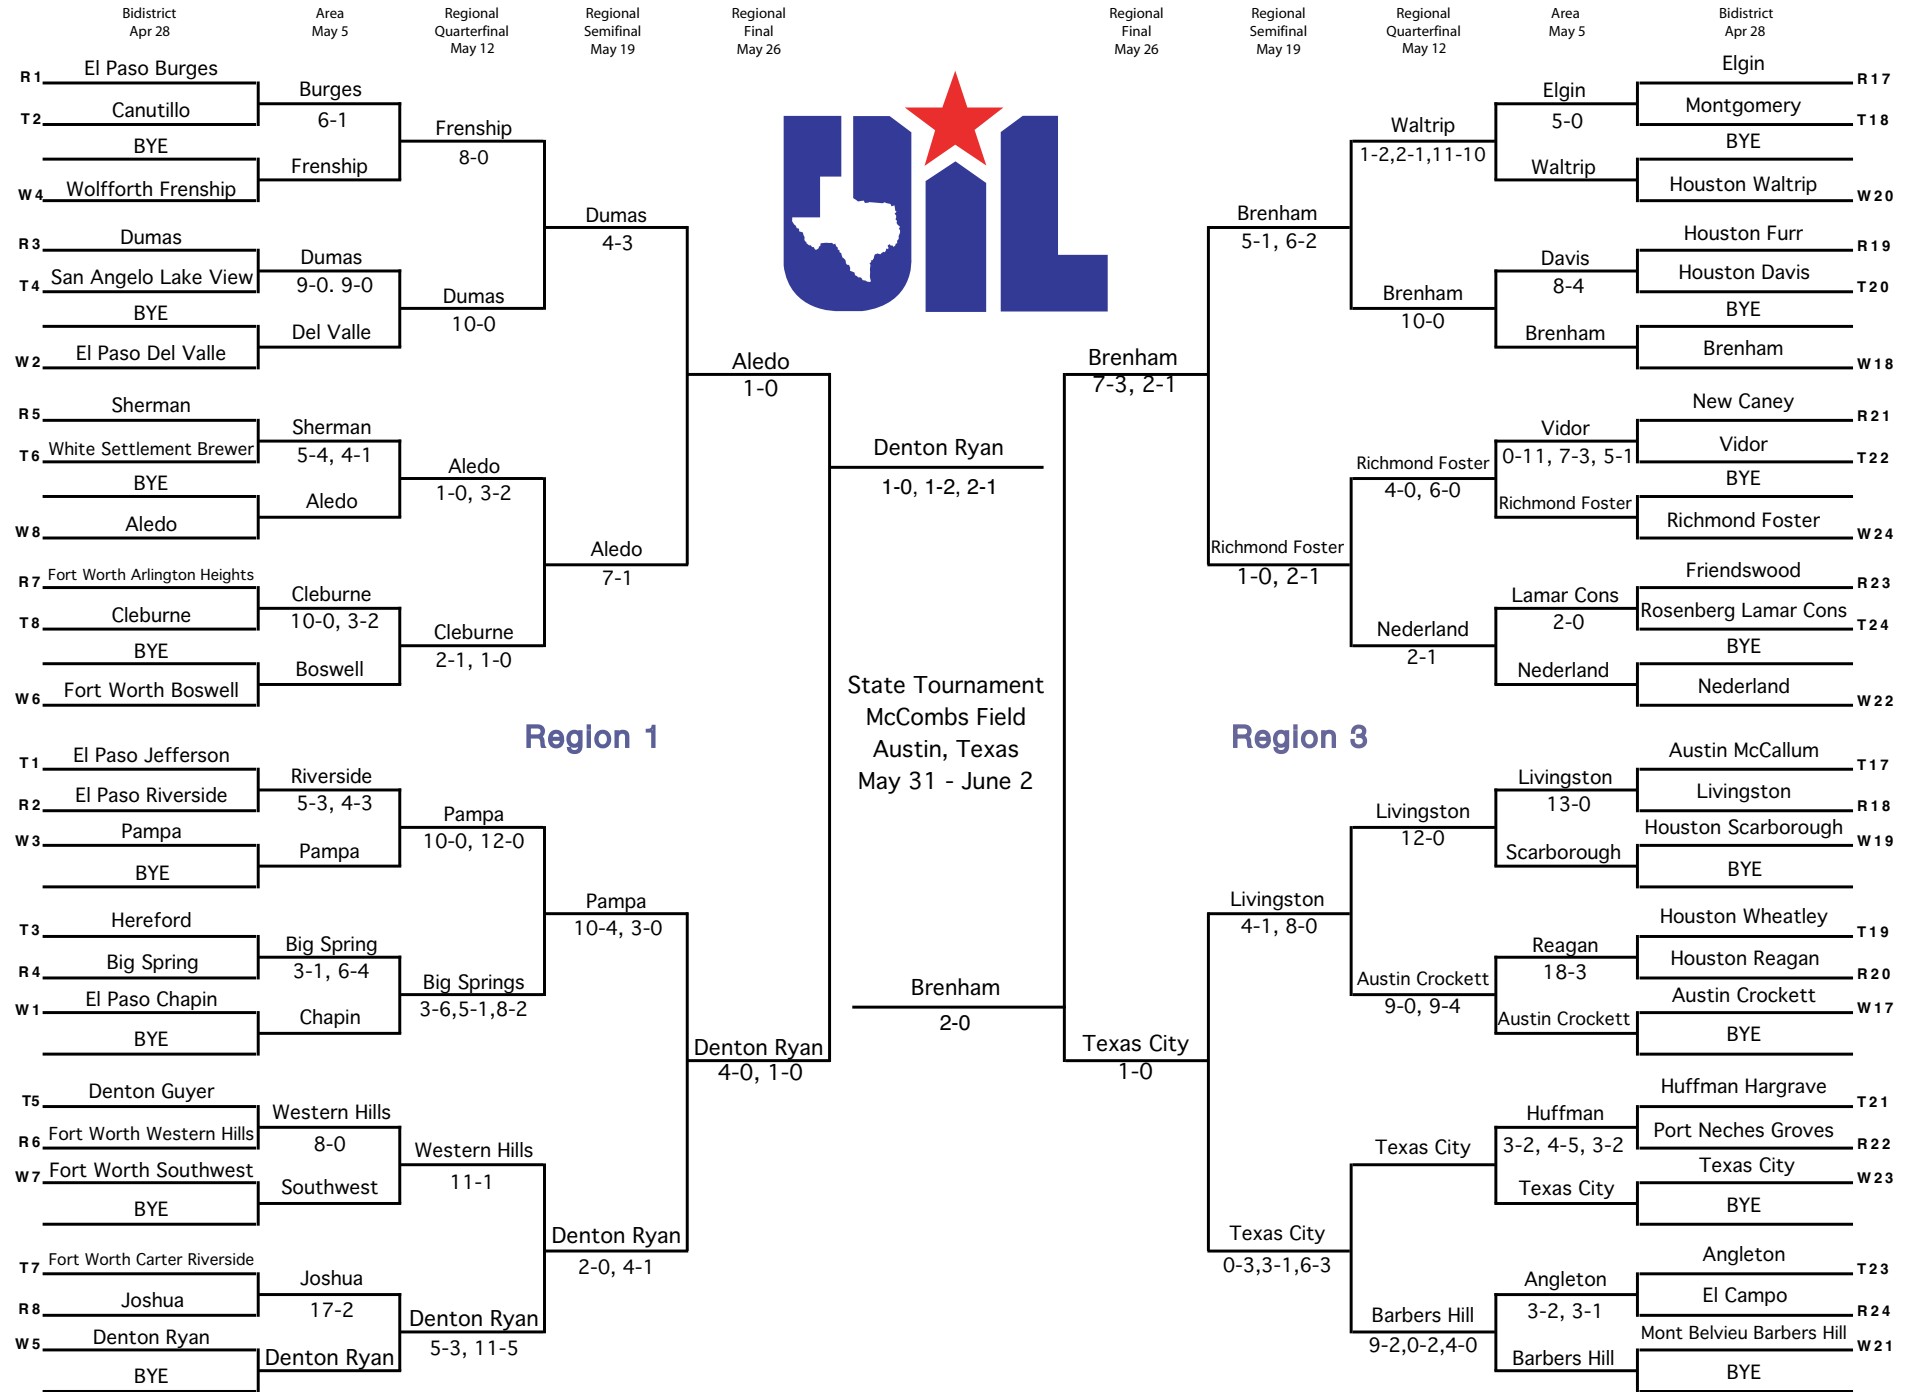 Bidistrict
Apr 28
Area
May 5
Regional
Quarterfinal
May 12
Regional
Semifinal
May 19
Regional
Final
May 26
Regional
Final
May 26
Regional
Semifinal
May 19
Regional
Quarterfinal
May 12
Area
May 5
Bidistrict
Apr 28
R1
El Paso Burges
T2
Canutillo
BYE
W4
Wolfforth Frenship
R3
Dumas
T4
San Angelo Lake View
BYE
W2
El Paso Del Valle
R5
Sherman
T6
White Settlement Brewer
BYE
W8
Aledo
R7
Fort Worth Arlington Heights
T8
Cleburne
BYE
W6
Fort Worth Boswell
T1
El Paso Jefferson
R2
El Paso Riverside
W3
Pampa
BYE
T3
Hereford
R4
Big Spring
W1
El Paso Chapin
BYE
T5
Denton Guyer
R6
Fort Worth Western Hills
W7
Fort Worth Southwest
BYE
T7
Fort Worth Carter Riverside
R8
Joshua
W5
Denton Ryan
BYE
Burges
6-1
Frenship
Dumas
9-0. 9-0
Del Valle
Sherman
5-4, 4-1
Aledo
Cleburne
10-0, 3-2
Boswell
Riverside
5-3, 4-3
Pampa
Big Spring
3-1, 6-4
Chapin
Western Hills
8-0
Southwest
Joshua
17-2
Denton Ryan
Frenship
8-0
Dumas
10-0
Aledo
1-0, 3-2
Cleburne
2-1, 1-0
Pampa
10-0, 12-0
Big Springs
3-6,5-1,8-2
Western Hills
11-1
Denton Ryan
5-3, 11-5
Dumas
4-3
Aledo
7-1
Region 1
Pampa
10-4, 3-0
Denton Ryan
2-0, 4-1
Aledo
1-0
Denton Ryan
4-0, 1-0
UIL
Denton Ryan
1-0, 1-2, 2-1
State Tournament
McCombs Field
Austin, Texas
May 31 - June 2
Brenham
2-0
Brenham
7-3, 2-1
Texas City
1-0
Brenham
5-1, 6-2
Richmond Foster
1-0, 2-1
Region 3
Livingston
4-1, 8-0
Texas City
0-3,3-1,6-3
Waltrip
1-2,2-1,11-10
Brenham
10-0
Richmond Foster
4-0, 6-0
Nederland
2-1
Livingston
12-0
Austin Crockett
9-0, 9-4
Texas City
Barbers Hill
9-2,0-2,4-0
Elgin
5-0
Waltrip
Davis
8-4
Brenham
Vidor
0-11, 7-3, 5-1
Richmond Foster
Lamar Cons
2-0
Nederland
Livingston
13-0
Scarborough
Reagan
18-3
Austin Crockett
Huffman
3-2, 4-5, 3-2
Texas City
Angleton
3-2, 3-1
Barbers Hill
Elgin
R17
Montgomery
T18
BYE
Houston Waltrip
W20
Houston Furr
R19
Houston Davis
T20
BYE
Brenham
W18
New Caney
R21
Vidor
T22
BYE
Richmond Foster
W24
Friendswood
R23
Rosenberg Lamar Cons
T24
BYE
Nederland
W22
Austin McCallum
T17
Livingston
R18
Houston Scarborough
W19
BYE
Houston Wheatley
T19
Houston Reagan
R20
Austin Crockett
W17
BYE
Huffman Hargrave
T21
Port Neches Groves
R22
Texas City
W23
BYE
Angleton
T23
El Campo
R24
Mont Belvieu Barbers Hill
W21
BYE